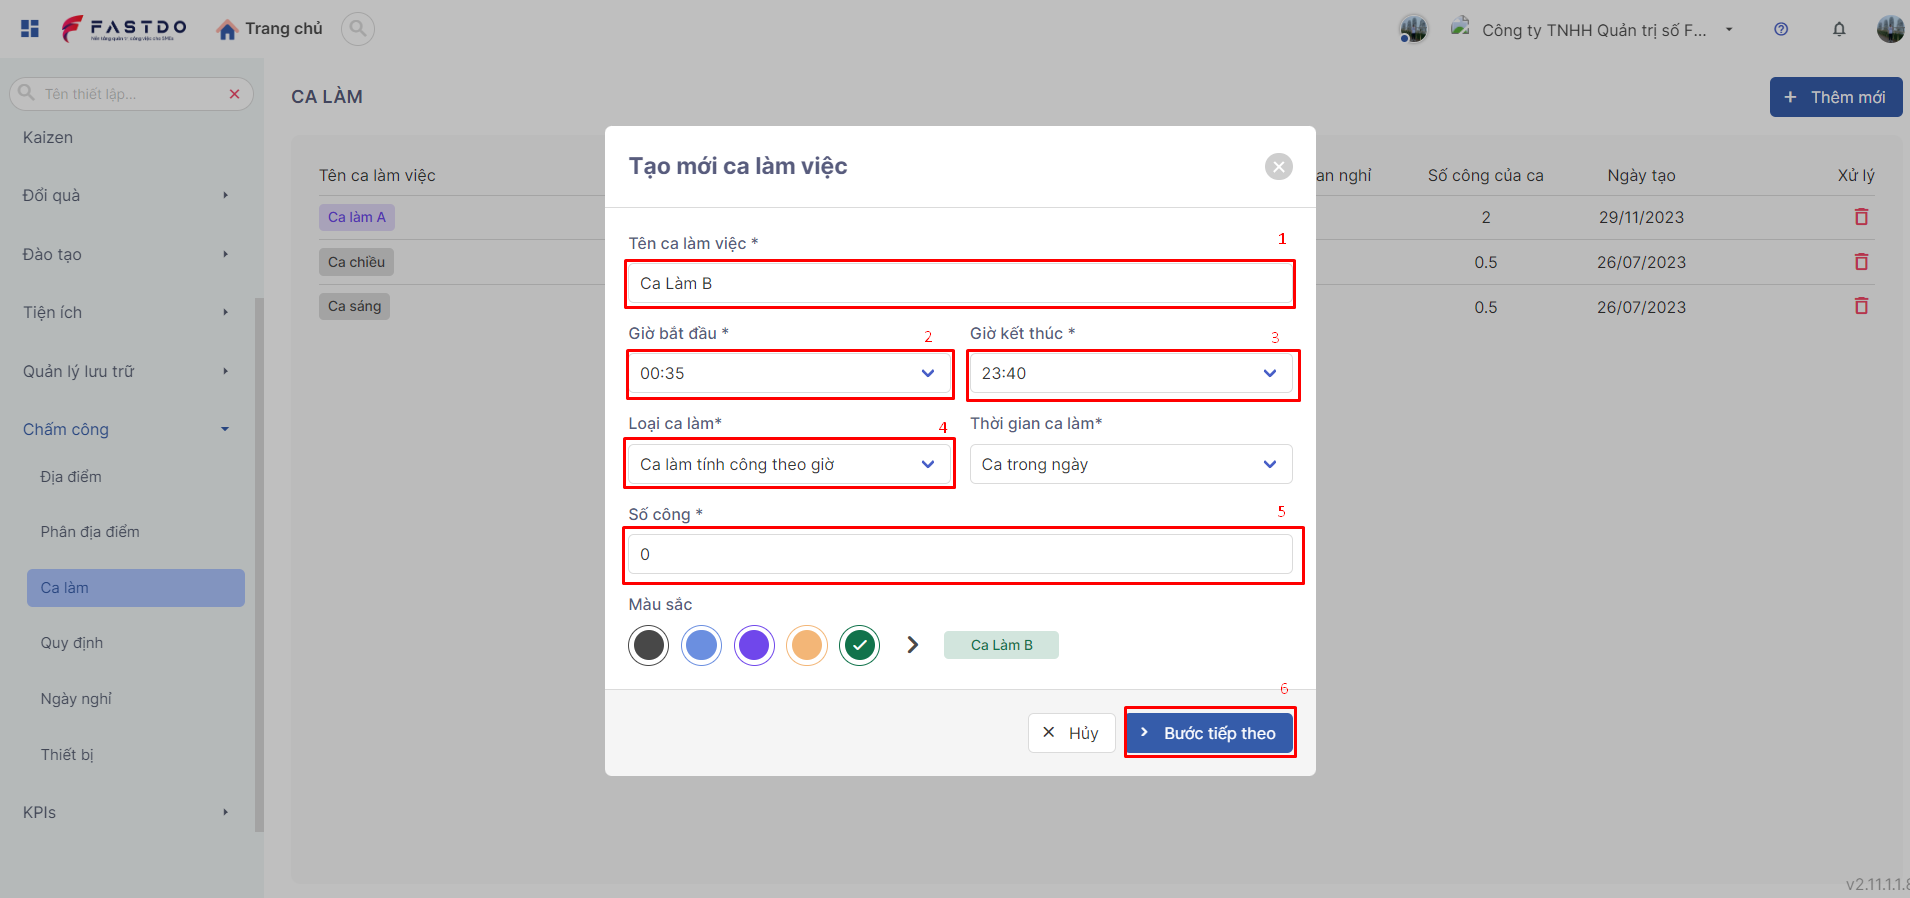 FASTDO
Trang chủ
Công ty TNHH Quản trị số F...
Tên thiết lập...
Kaizen
Đổi quà
Đào tạo
Tiện ích
Quản lý lưu trữ
Chấm công
Địa điểm
Phân địa điểm
Ca làm
Quy định
Ngày nghỉ
Thiết bị
KPIs
CA LÀM
+ Thêm mới
Tên ca làm việc
an nghỉ
Số công của ca
Ngày tạo
Xử lý
Ca làm A
2
29/11/2023
Ca chiều
0.5
26/07/2023
Ca sáng
0.5
26/07/2023
Tạo mới ca làm việc
Tên ca làm việc *
1
Ca Làm B
Giờ bắt đầu *
2
Giờ kết thúc *
3
00:35
23:40
Loại ca làm*
4
Thời gian ca làm*
Ca làm tính công theo giờ
Ca trong ngày
Số công *
5
0
Màu sắc
Ca Làm B
6
Hủy
Bước tiếp theo
v2.11.1.1.8